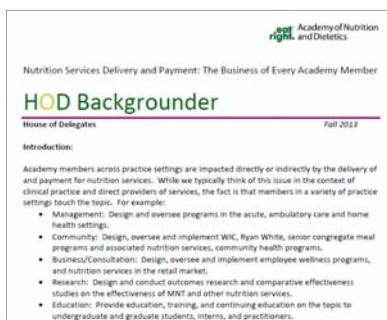 eat right. Academy of Nutrition
and Dietetics
Nutrition Services Delivery and Payment: The Business of Every Academy Member
HOD Backgrounder
House of Delegates Fall 2013
Introduction:
Academy members across practice settings are impacted directly or indirectly by the delivery of
and payment for nutrition services. While we typically think of this issue in the context of
clinical practice and direct providers of services, the fact is that members in a variety of practice
settings touch the topic. For example:
• Management: Design and oversee programs in the acute, ambulatory care and home
health settings.
• Community: Design, oversee and implement WIC, Ryan White, senior congregate meal
programs and associated nutrition services, community health programs.
• Business/Consultation: Design, oversee and implement employee wellness programs,
and nutrition services in the retail market.
• Research: Design and conduct outcomes research and comparative effectiveness
studies on the effectiveness of MNT and other nutrition services.
• Education: Provide education, training, and continuing education on the topic to
undergraduate and graduate students, interns, and practitioners.